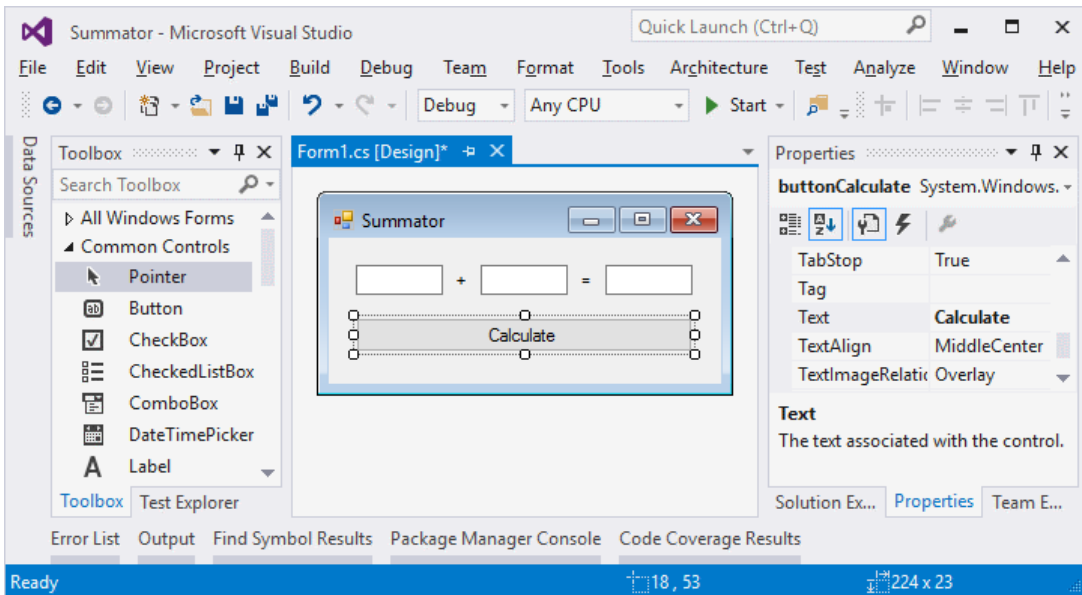 Summator - Microsoft Visual Studio
Quick Launch (Ctrl+Q)
File Edit View Project Build Debug Team Format Tools Architecture Test Analyze Window Help
Debug Any CPU Start
Data Sources
Toolbox
Search Toolbox
All Windows Forms
Common Controls
Pointer
Button
CheckBox
CheckedListBox
ComboBox
DateTimePicker
A Label
Toolbox Test Explorer
Form1.cs [Design]*
Summator
+ =
Calculate
Properties
buttonCalculate System.Windows.
TabStop True
Tag
Text Calculate
TextAlign MiddleCenter
TextImageRelatic Overlay
Text
The text associated with the control.
Solution Ex... Properties Team E...
Error List Output Find Symbol Results Package Manager Console Code Coverage Results
Ready 18 , 53 224 x 23